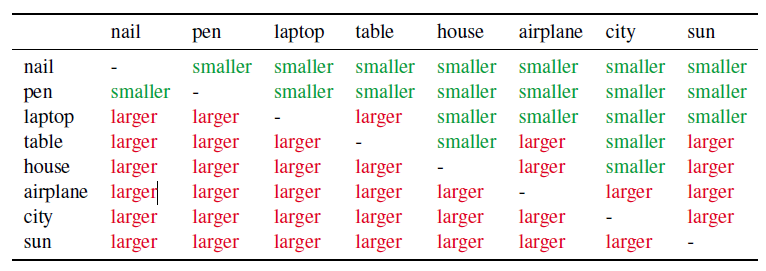 nail pen laptop table house airplane city sun
nail - smaller smaller smaller smaller smaller smaller smaller
pen smaller - smaller smaller smaller smaller smaller smaller
laptop larger larger - larger smaller smaller smaller smaller
table larger larger larger - smaller larger smaller larger
house larger larger larger larger - larger smaller larger
airplane larger larger larger larger larger - larger larger
city larger larger larger larger larger larger - larger
sun larger larger larger larger larger larger larger -